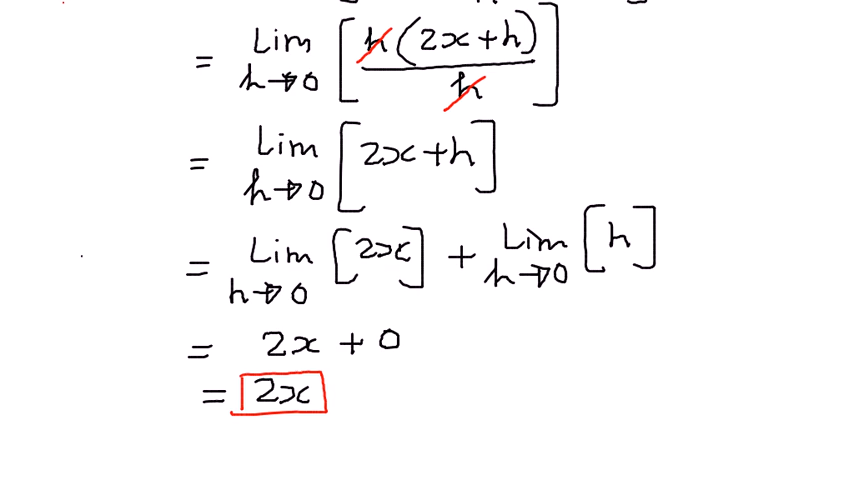 = Lim h→0 [h(2x+h) / h]
= Lim h→0 [2x+h]
= Lim h→0 [2x] + Lim h→0 [h]
= 2x + 0
= 2x